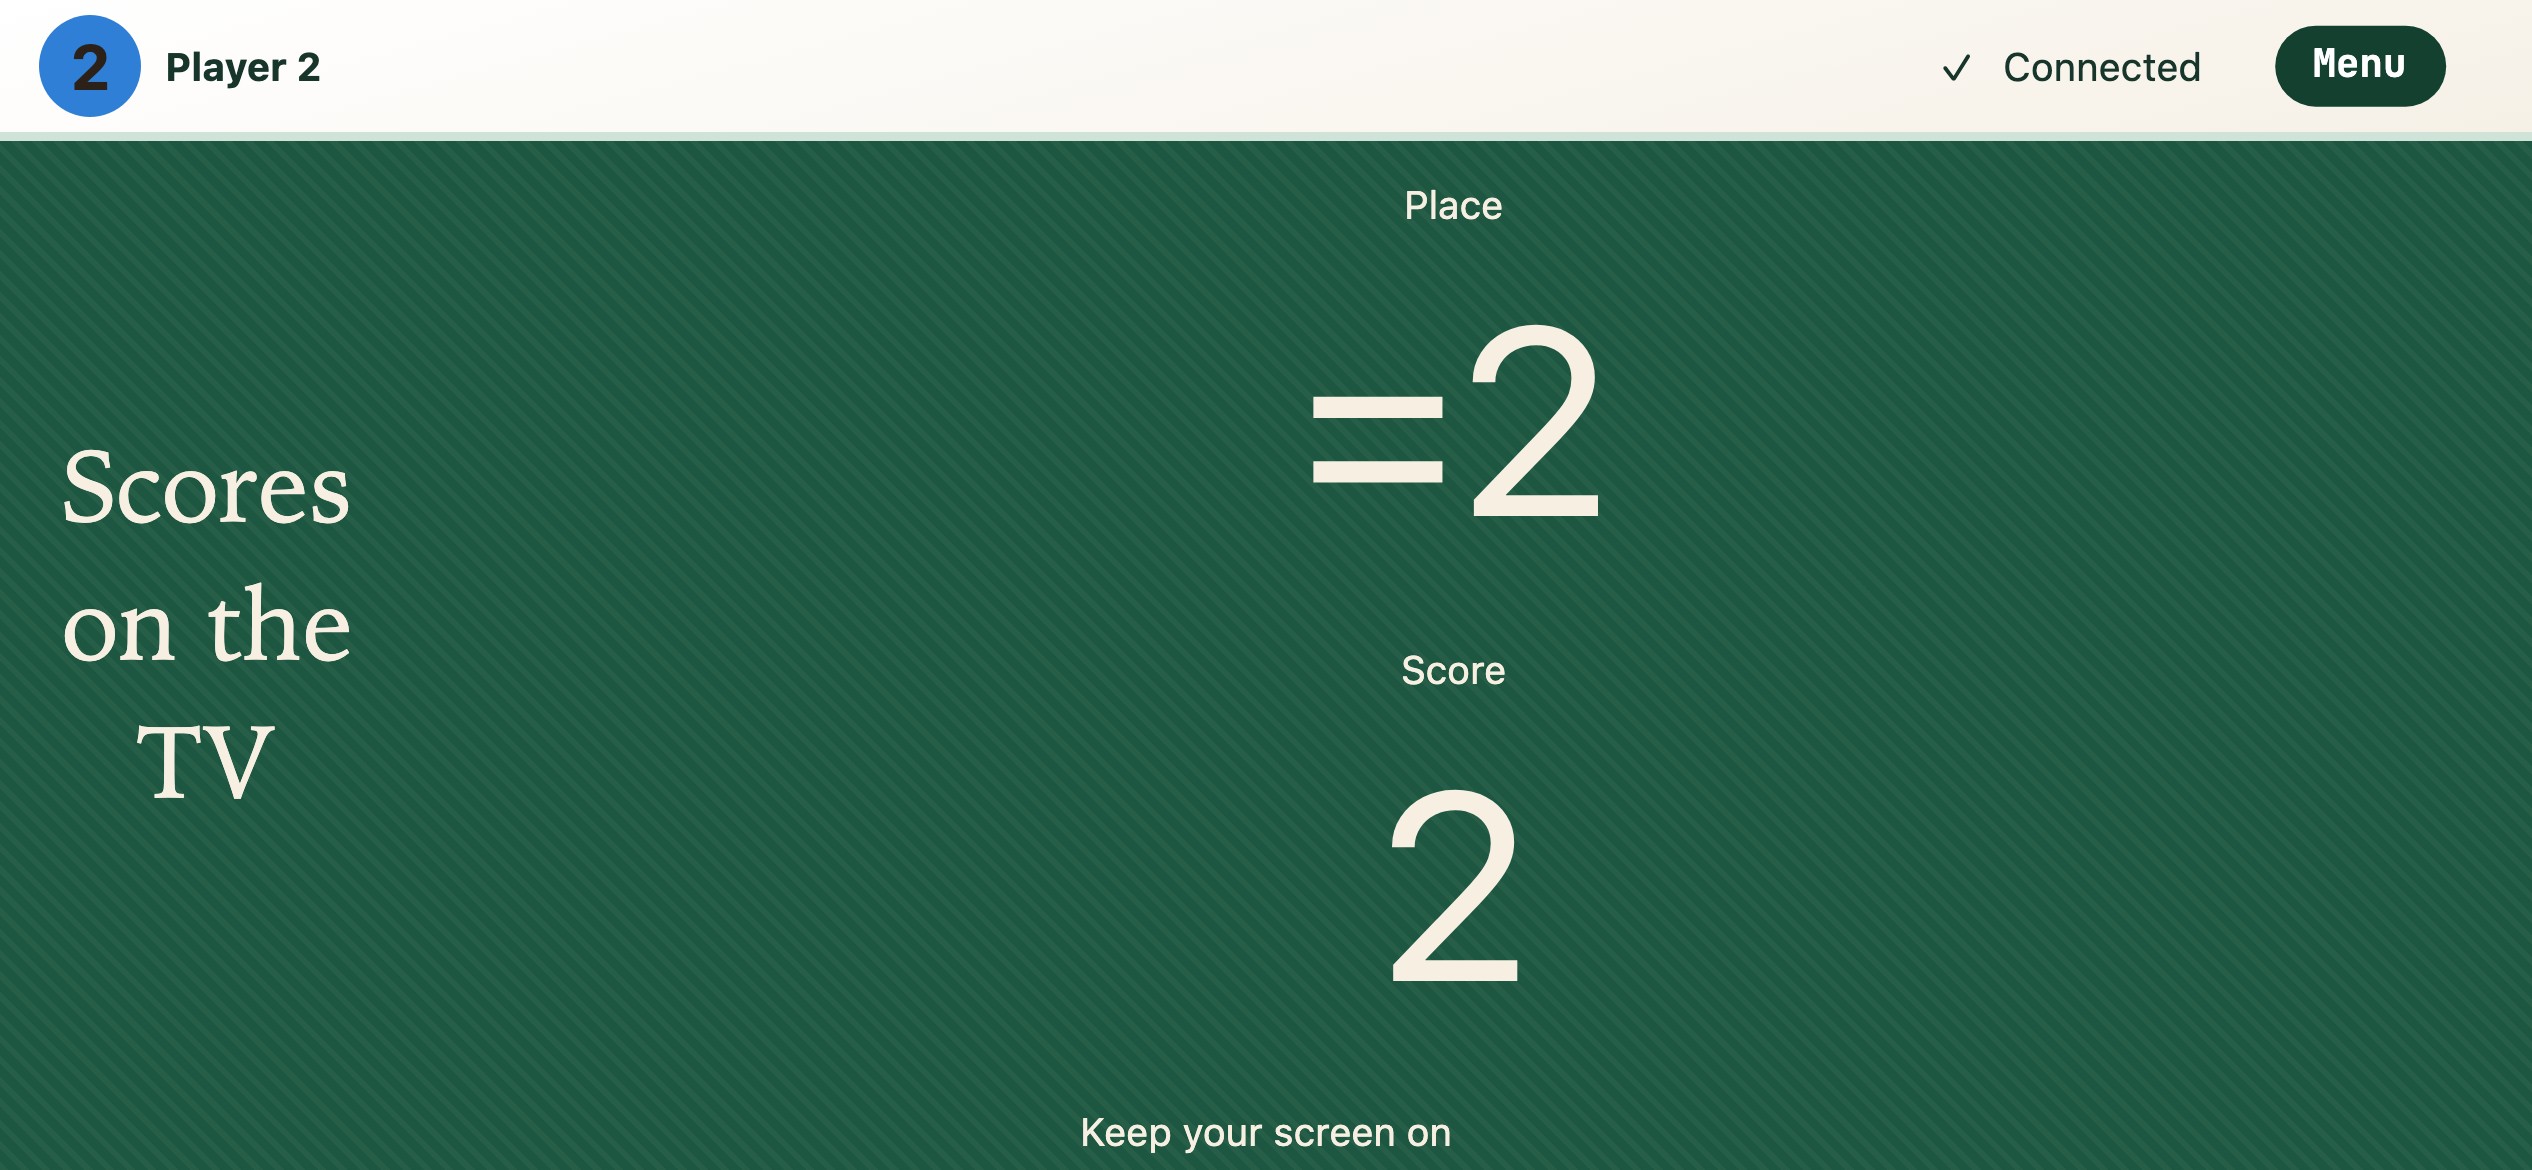 2 Player 2
✓ Connected
Menu
Place
=2
Scores
on the
TV
Score
2
Keep your screen on